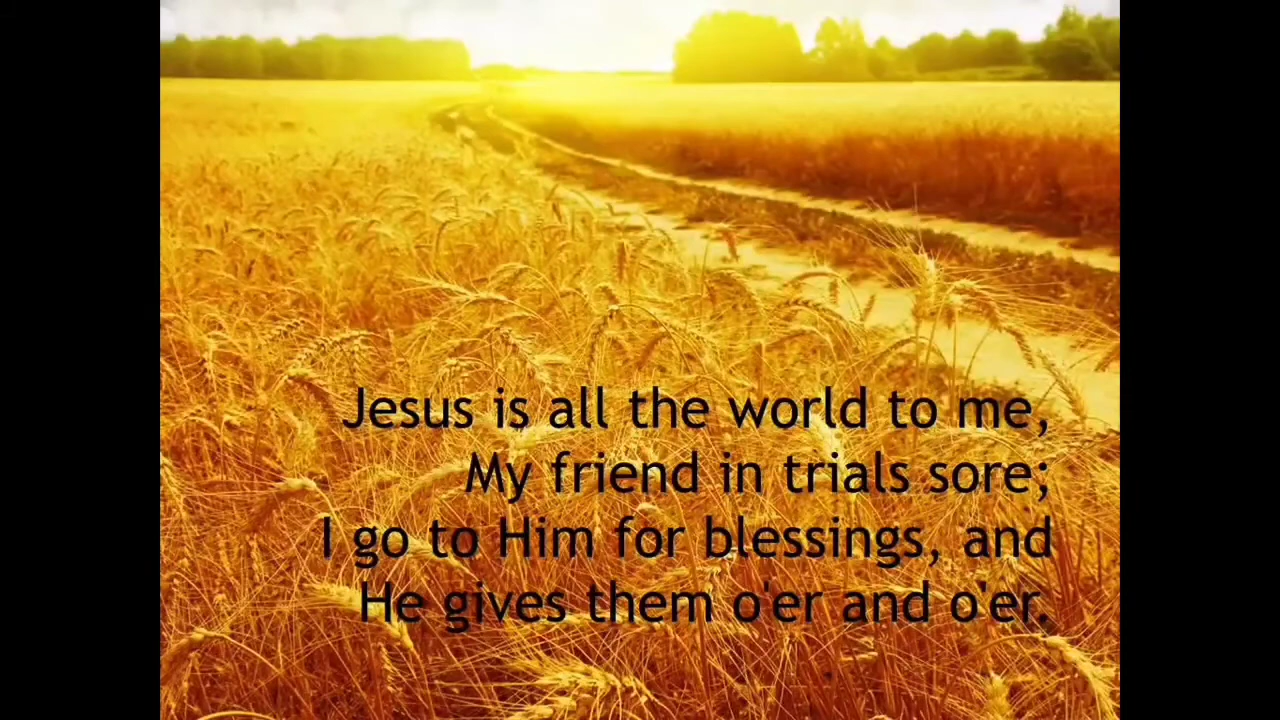 Jesus is all the world to me,
My friend in trials sore;
I go to Him for blessings, and
He gives them o'er and o'er.